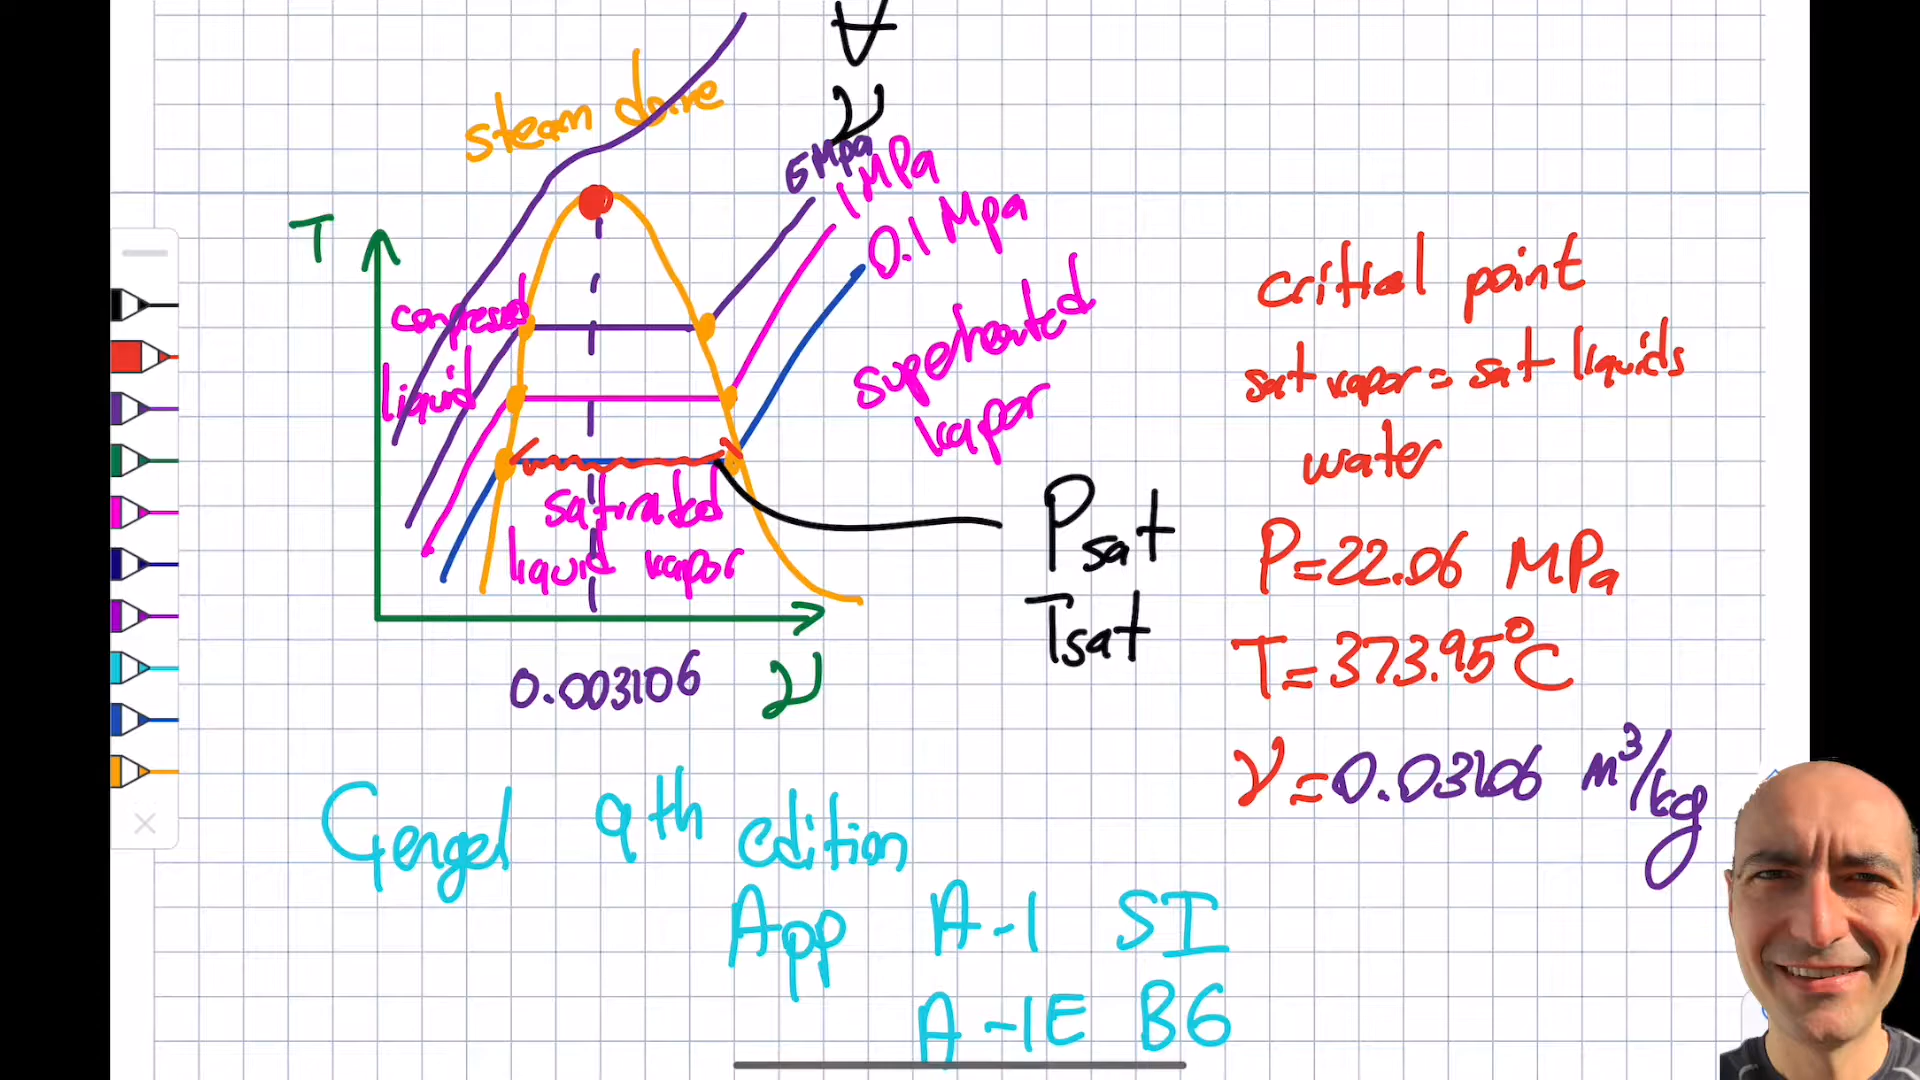 ∀
ν
steam dome
6 MPa
1 MPa
0.1 MPa
T
compressed
liquid
superheated
vapor
saturated
liquid vapor
Psat
Tsat
0.003106
ν
critical point
sat vapor = sat liquids
water
P=22.06 MPa
T=373.95°C
ν=0.03106 m³/kg
Cengel 9th edition
App A-1 SI
A-1E BG